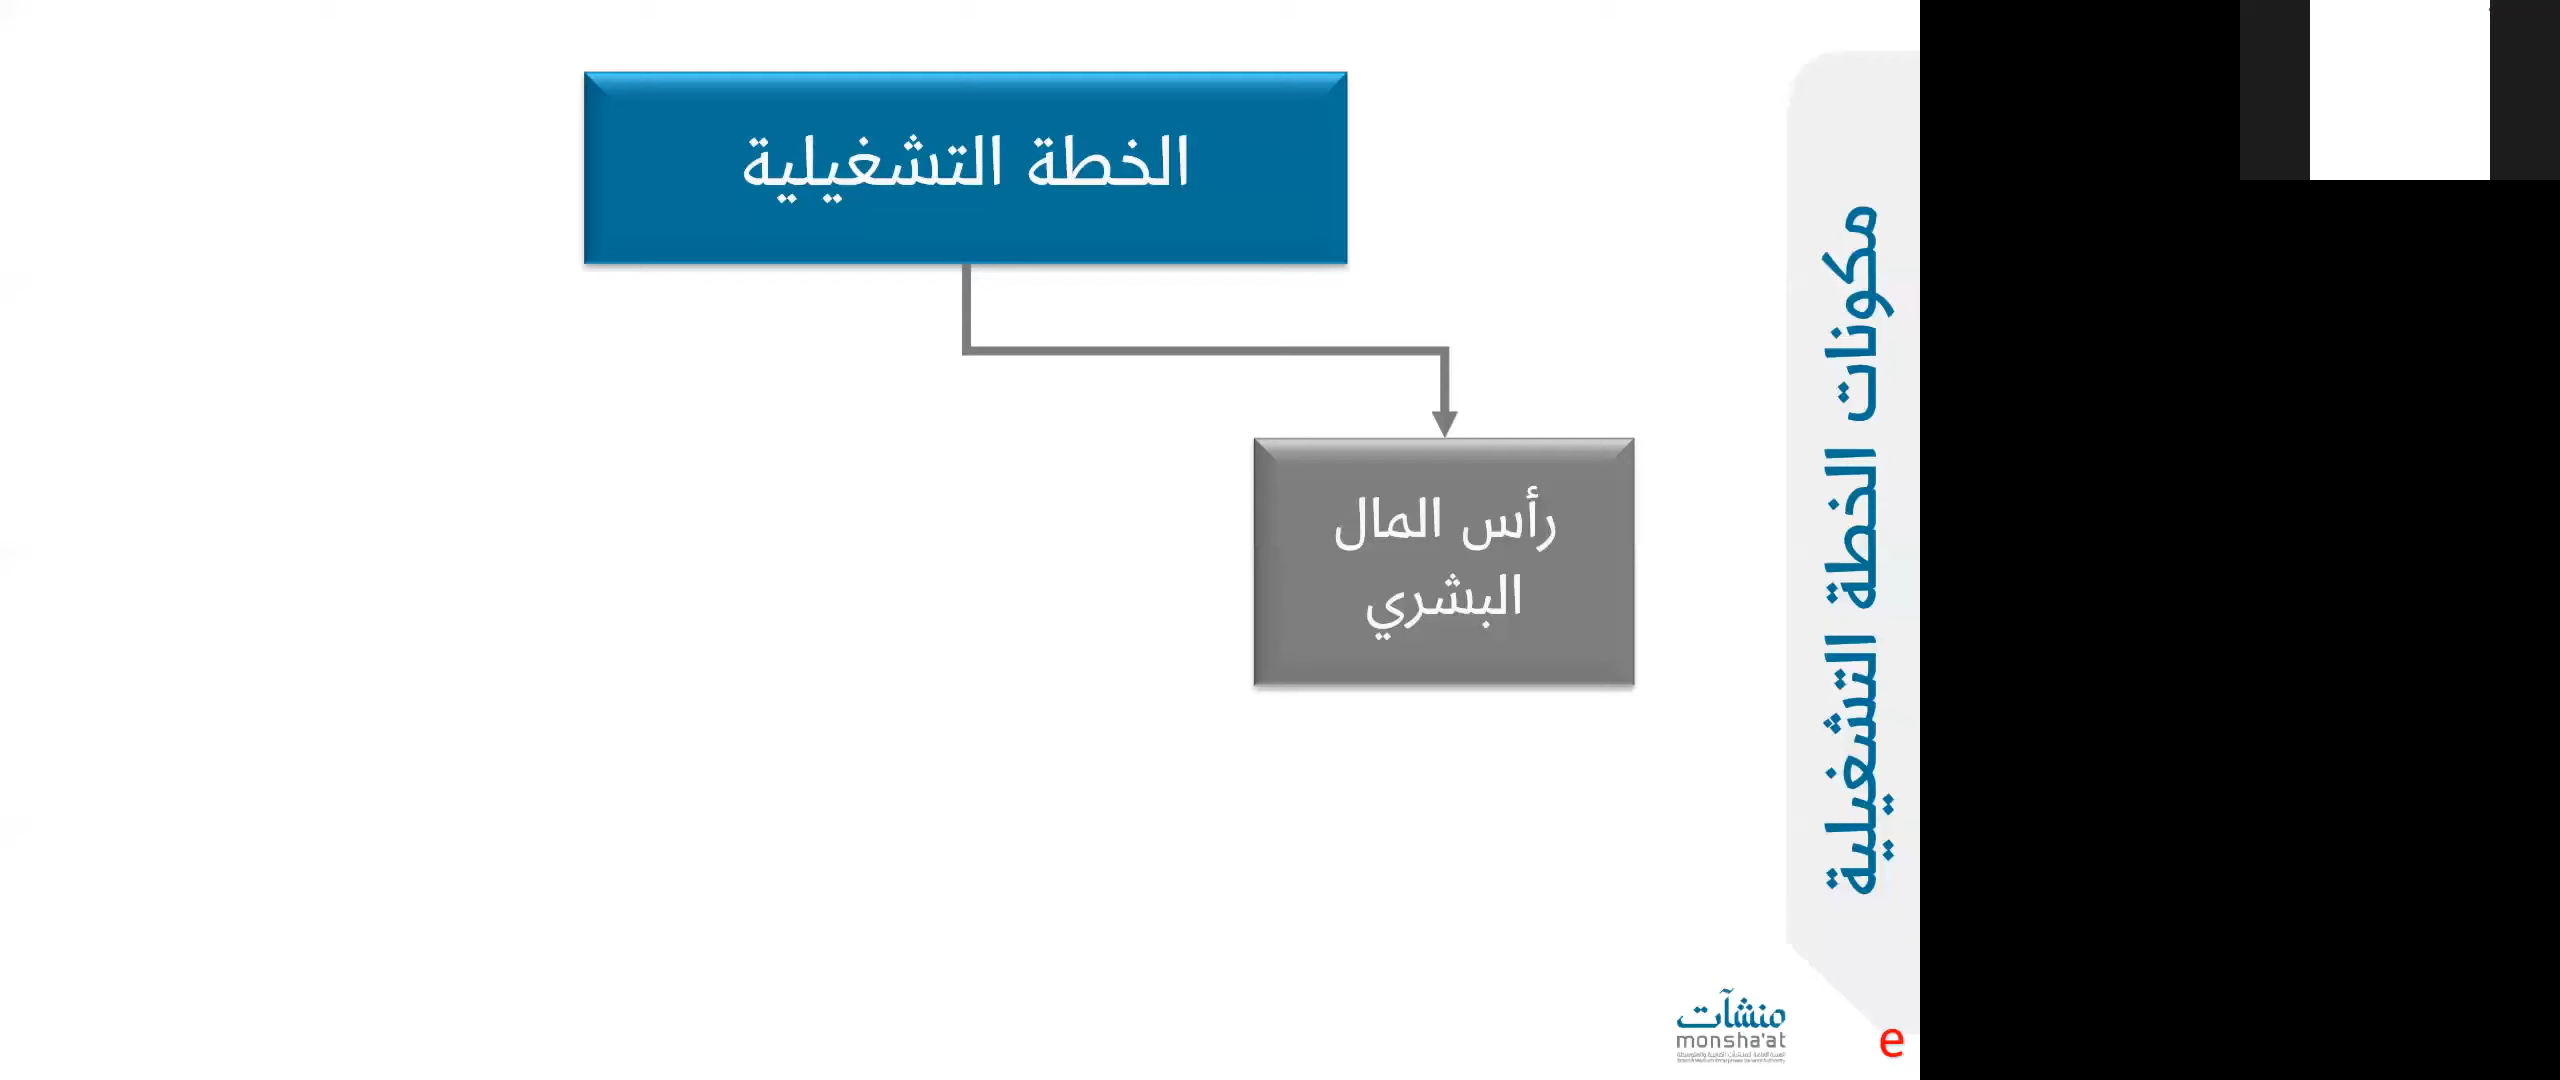 مكونات الخطة التشغيلية
الخطة التشغيلية
رأس المال
البشري
منشآت
monsha'at
e